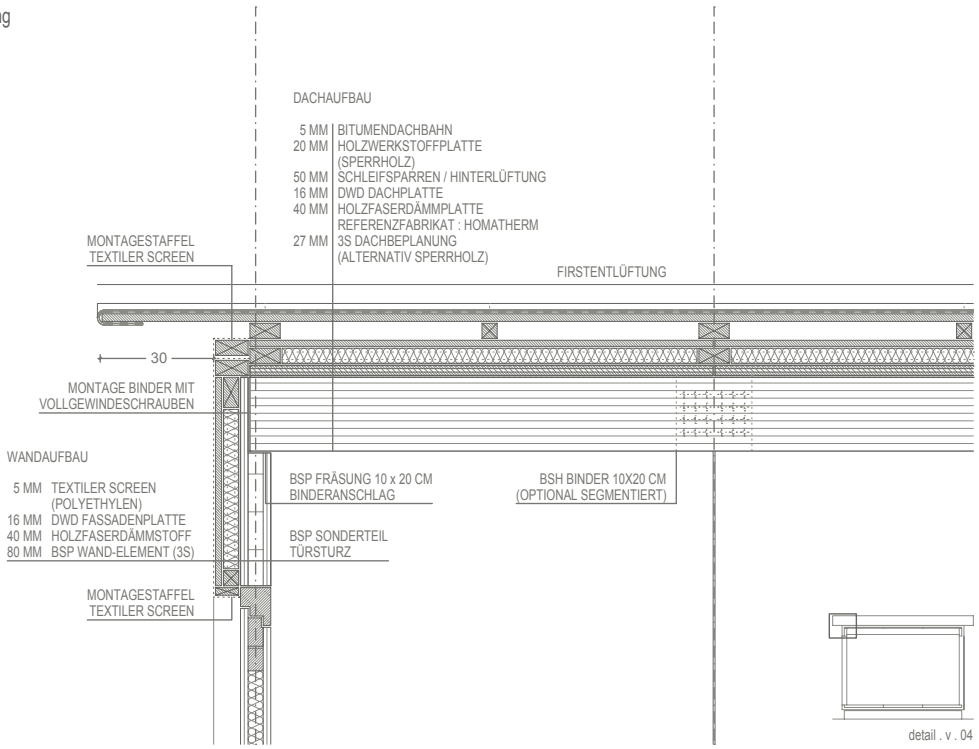 DACHAUFBAU
5 MM BITUMENDACHBAHN
20 MM HOLZWERKSTOFFPLATTE
(SPERRHOLZ)
50 MM SCHLEIFSPARREN / HINTERLÜFTUNG
16 MM DWD DACHPLATTE
40 MM HOLZFASERDÄMMPLATTE
REFERENZFABRIKAT : HOMATHERM
27 MM 3S DACHBEPLANUNG
(ALTERNATIV SPERRHOLZ)
MONTAGESTAFFEL
TEXTILER SCREEN
FIRSTENTLÜFTUNG
30
MONTAGE BINDER MIT
VOLLGEWINDESCHRAUBEN
WANDAUFBAU
5 MM TEXTILER SCREEN
(POLYETHYLEN)
16 MM DWD FASSADENPLATTE
40 MM HOLZFASERDÄMMSTOFF
80 MM BSP WAND-ELEMENT (3S)
BSP FRÄSUNG 10 x 20 CM
BINDERANSCHLAG
BSH BINDER 10X20 CM
(OPTIONAL SEGMENTIERT)
BSP SONDERTEIL
TÜRSTURZ
MONTAGESTAFFEL
TEXTILER SCREEN
detail . v . 04